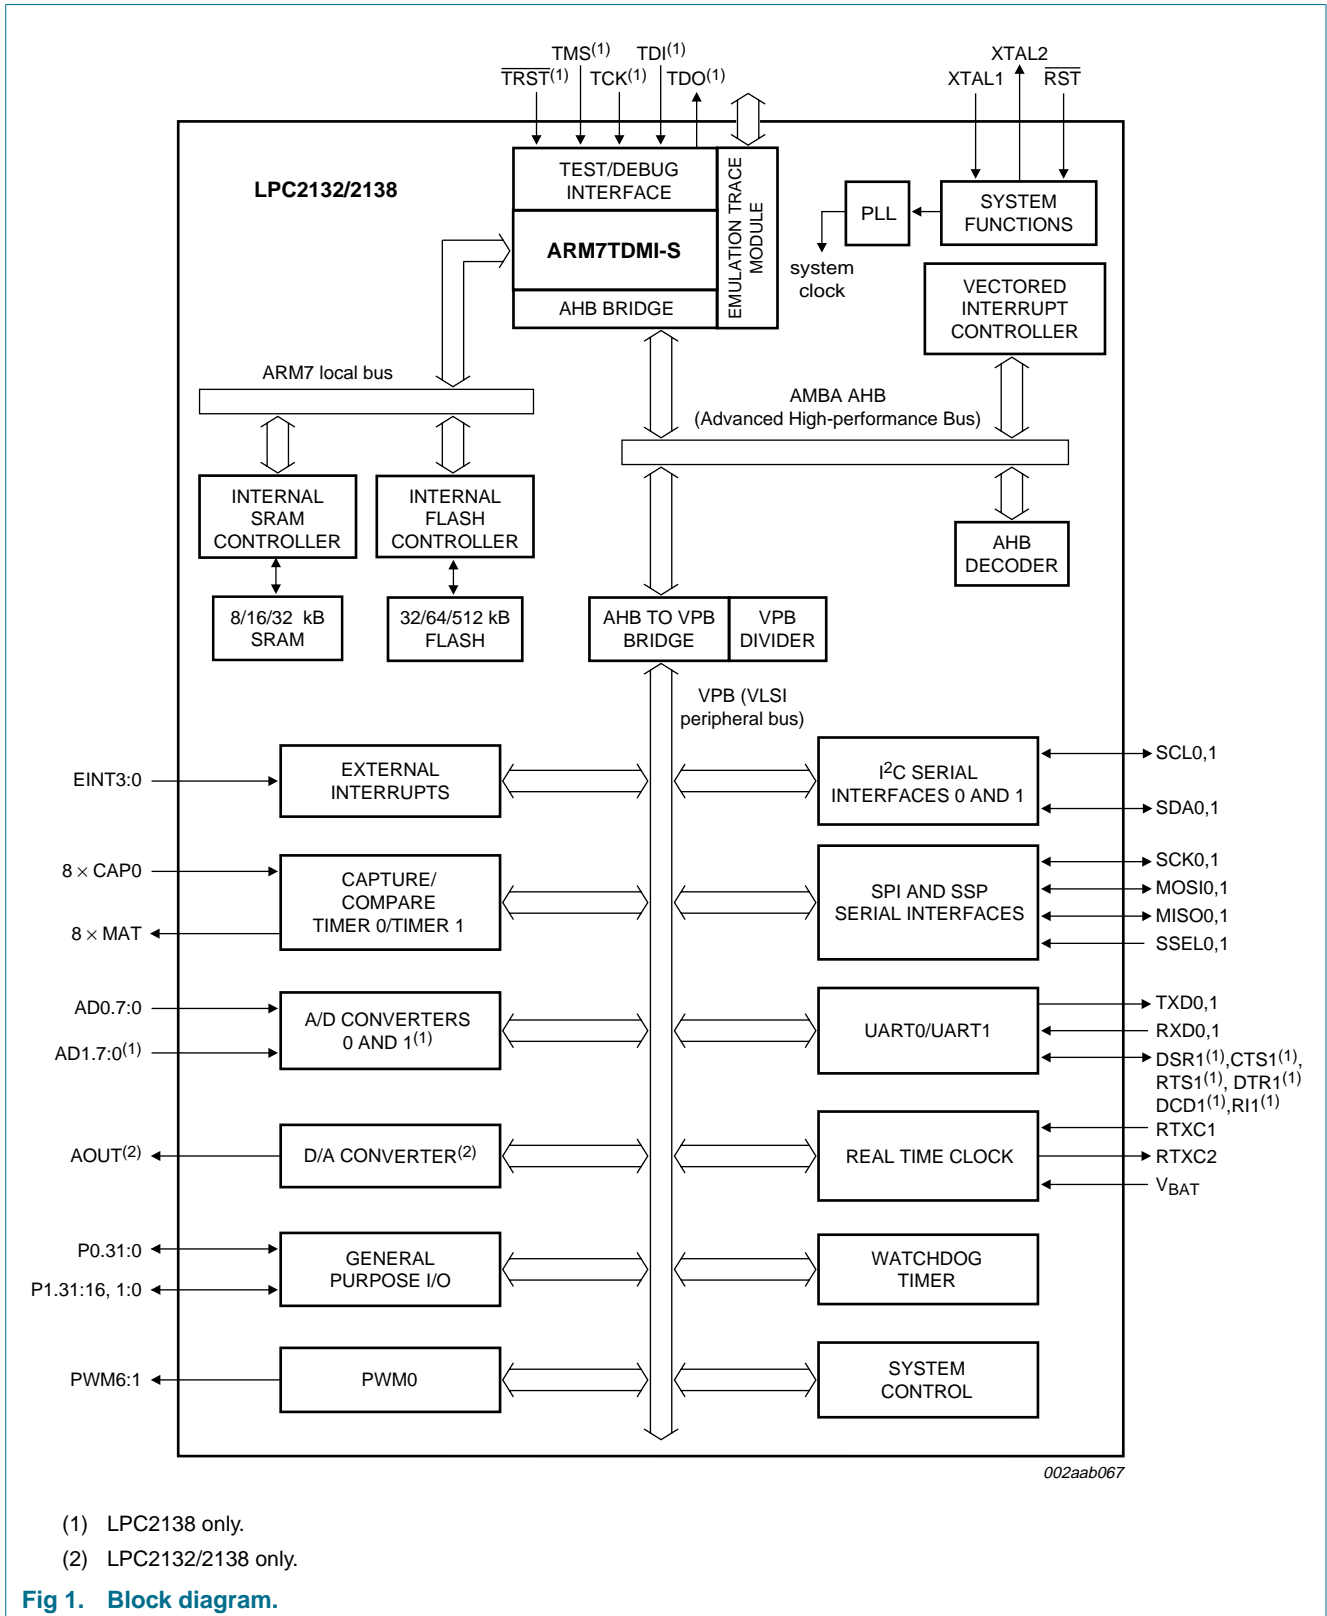 TMS(1) TDI(1)
TRST(1) TCK(1) TDO(1)
XTAL2
XTAL1 RST
LPC2132/2138
TEST/DEBUG
INTERFACE
ARM7TDMI-S
AHB BRIDGE
EMULATION TRACE
MODULE
PLL
SYSTEM
FUNCTIONS
system
clock
VECTORED
INTERRUPT
CONTROLLER
ARM7 local bus
AMBA AHB
(Advanced High-performance Bus)
INTERNAL
SRAM
CONTROLLER
INTERNAL
FLASH
CONTROLLER
AHB
DECODER
8/16/32 kB
SRAM
32/64/512 kB
FLASH
AHB TO VPB
BRIDGE
VPB
DIVIDER
VPB (VLSI
peripheral bus)
EINT3:0
EXTERNAL
INTERRUPTS
I2C SERIAL
INTERFACES 0 AND 1
SCL0,1
SDA0,1
8 × CAP0
8 × MAT
CAPTURE/
COMPARE
TIMER 0/TIMER 1
SPI AND SSP
SERIAL INTERFACES
SCK0,1
MOSI0,1
MISO0,1
SSEL0,1
AD0.7:0
AD1.7:0(1)
A/D CONVERTERS
0 AND 1(1)
UART0/UART1
TXD0,1
RXD0,1
DSR1(1),CTS1(1),
RTS1(1), DTR1(1)
DCD1(1),RI1(1)
AOUT(2)
D/A CONVERTER(2)
REAL TIME CLOCK
RTXC1
RTXC2
VBAT
P0.31:0
P1.31:16, 1:0
GENERAL
PURPOSE I/O
WATCHDOG
TIMER
PWM6:1
PWM0
SYSTEM
CONTROL
002aab067
(1) LPC2138 only.
(2) LPC2132/2138 only.
Fig 1. Block diagram.